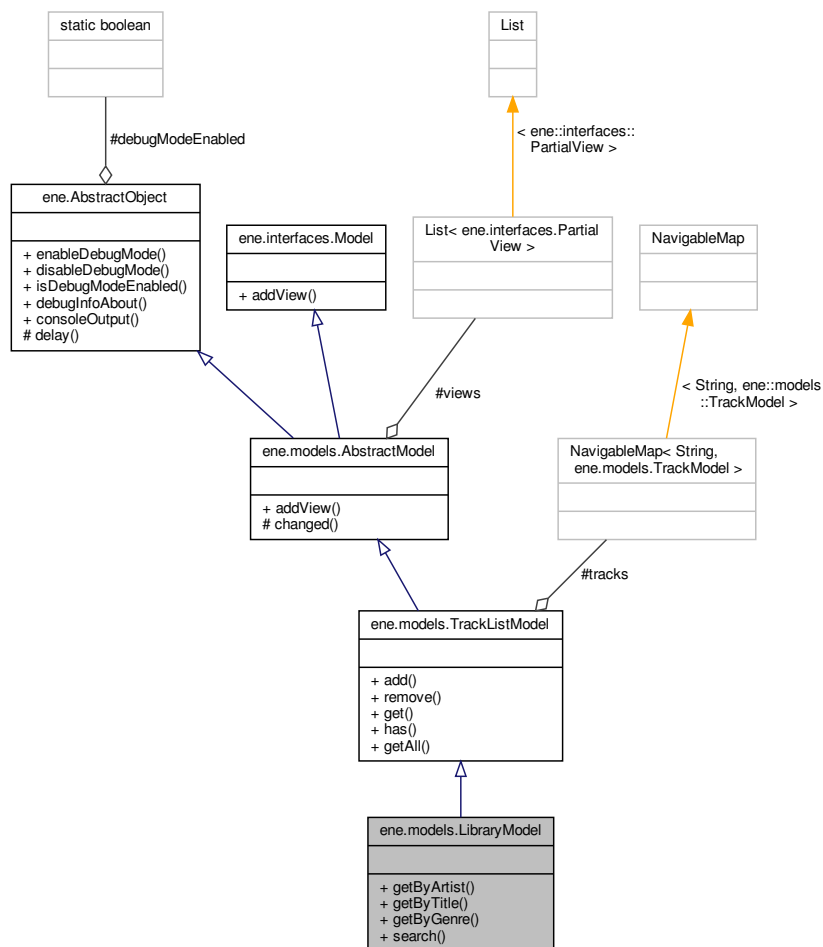 static boolean
List
#debugModeEnabled
< ene::interfaces::
PartialView >
ene.AbstractObject
+ enableDebugMode()
+ disableDebugMode()
+ isDebugModeEnabled()
+ debugInfoAbout()
+ consoleOutput()
# delay()
ene.interfaces.Model
+ addView()
List< ene.interfaces.Partial
View >
NavigableMap
#views
< String, ene::models
::TrackModel >
ene.models.AbstractModel
+ addView()
# changed()
NavigableMap< String,
ene.models.TrackModel >
#tracks
ene.models.TrackListModel
+ add()
+ remove()
+ get()
+ has()
+ getAll()
ene.models.LibraryModel
+ getByArtist()
+ getByTitle()
+ getByGenre()
+ search()